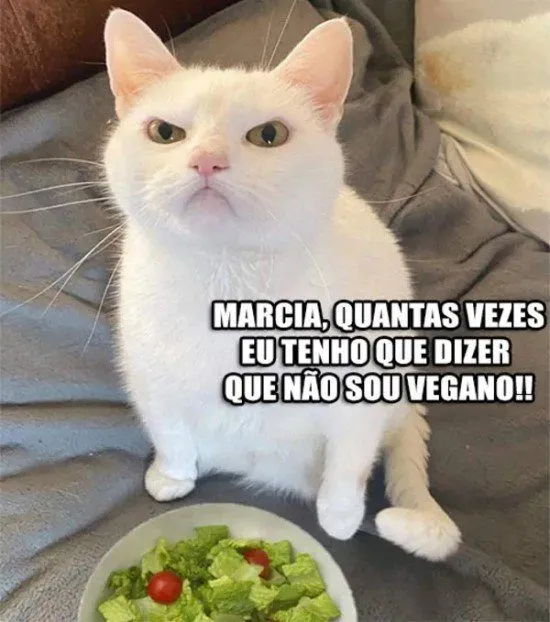 MARCIA, QUANTAS VEZES
EU TENHO QUE DIZER
QUE NÃO SOU VEGANO!!